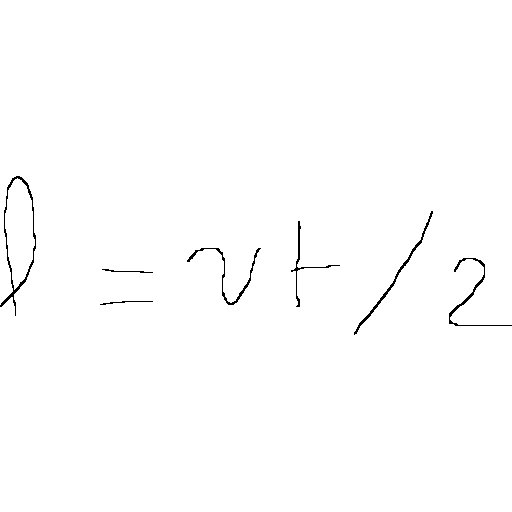 l = vt/2